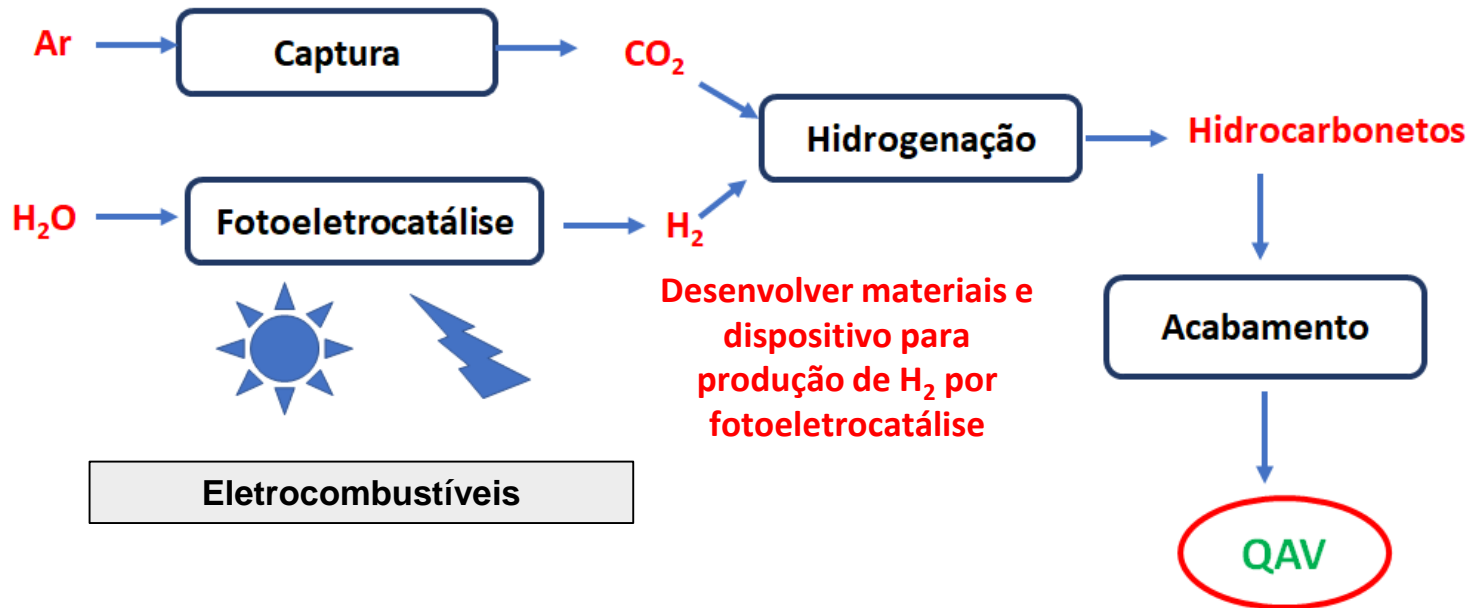 Ar
Captura
CO₂
Hidrogenação
Hidrocarbonetos
H₂O
Fotoeletrocatálise
H₂
Desenvolver materiais e
dispositivo para
produção de H₂ por
fotoeletrocatálise
Acabamento
Eletrocombustíveis
QAV